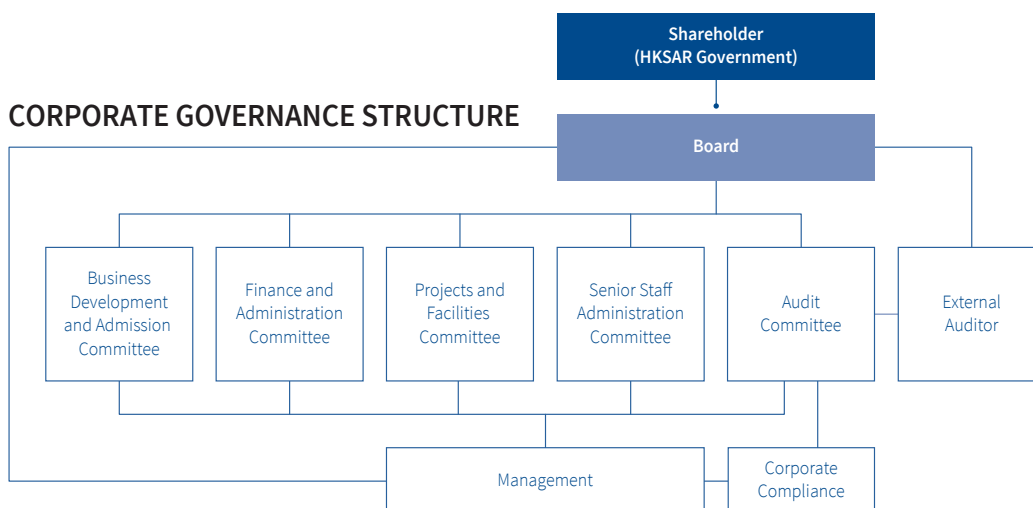 Shareholder
(HKSAR Government)
CORPORATE GOVERNANCE STRUCTURE
Board
Business
Development
and Admission
Committee
Finance and
Administration
Committee
Projects and
Facilities
Committee
Senior Staff
Administration
Committee
Audit
Committee
External
Auditor
Management
Corporate
Compliance